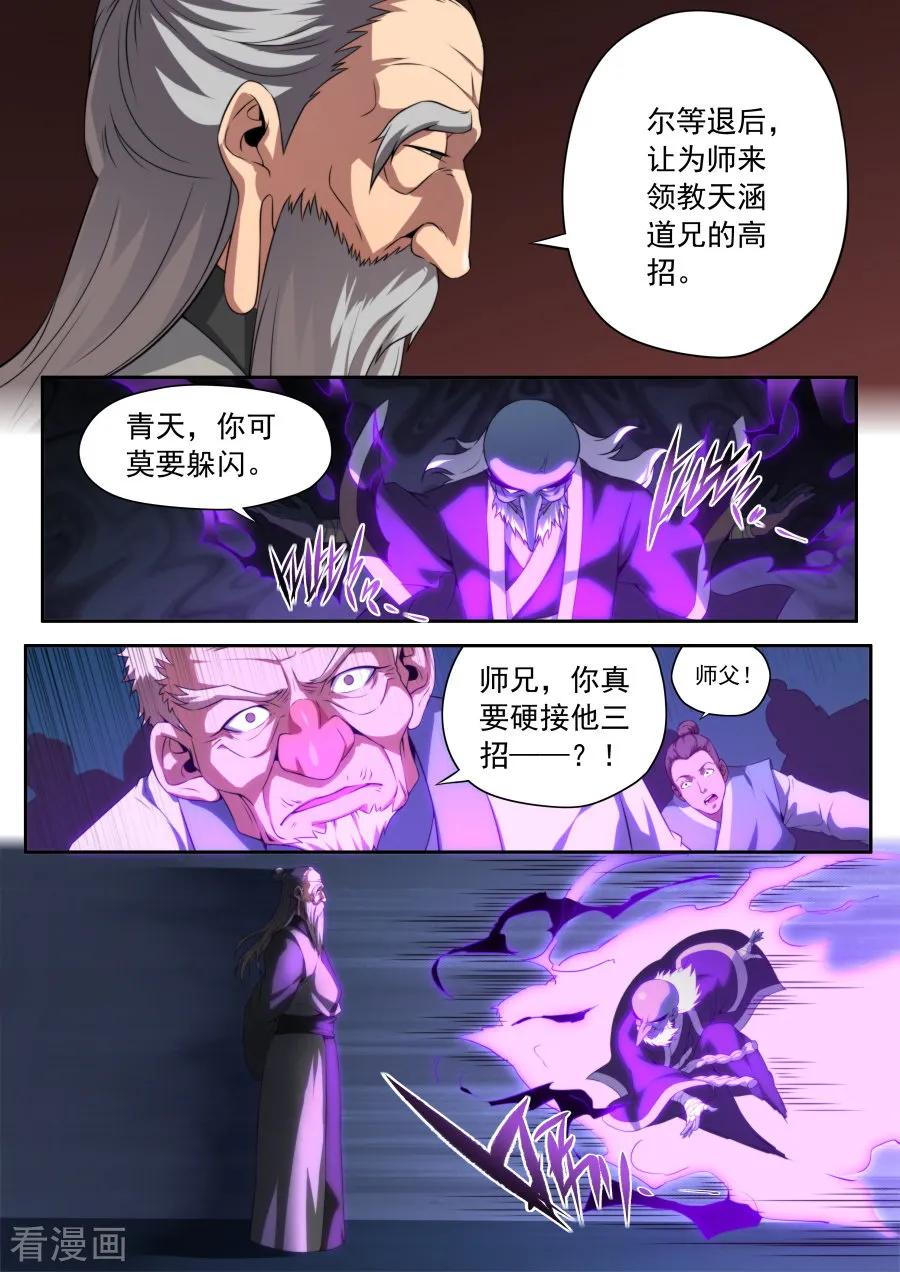 尔等退后，
让为师来
领教天涵
道兄的高
招。
青天，你可
莫要躲闪。
师兄，你真
要硬接他三
招——？！
师父！
看漫画